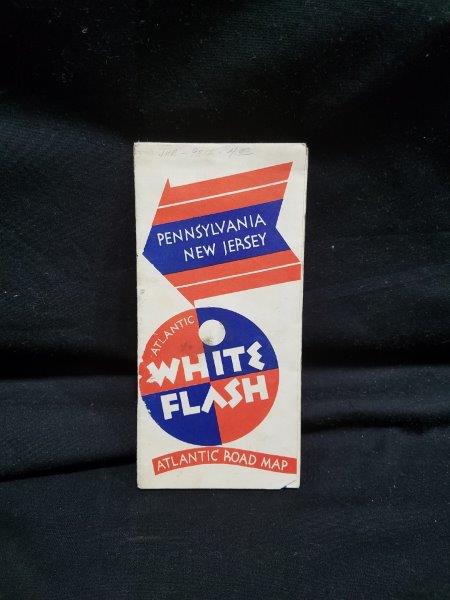 PENNSYLVANIA
NEW JERSEY
ATLANTIC
WHITE
FLASH
ATLANTIC ROAD MAP